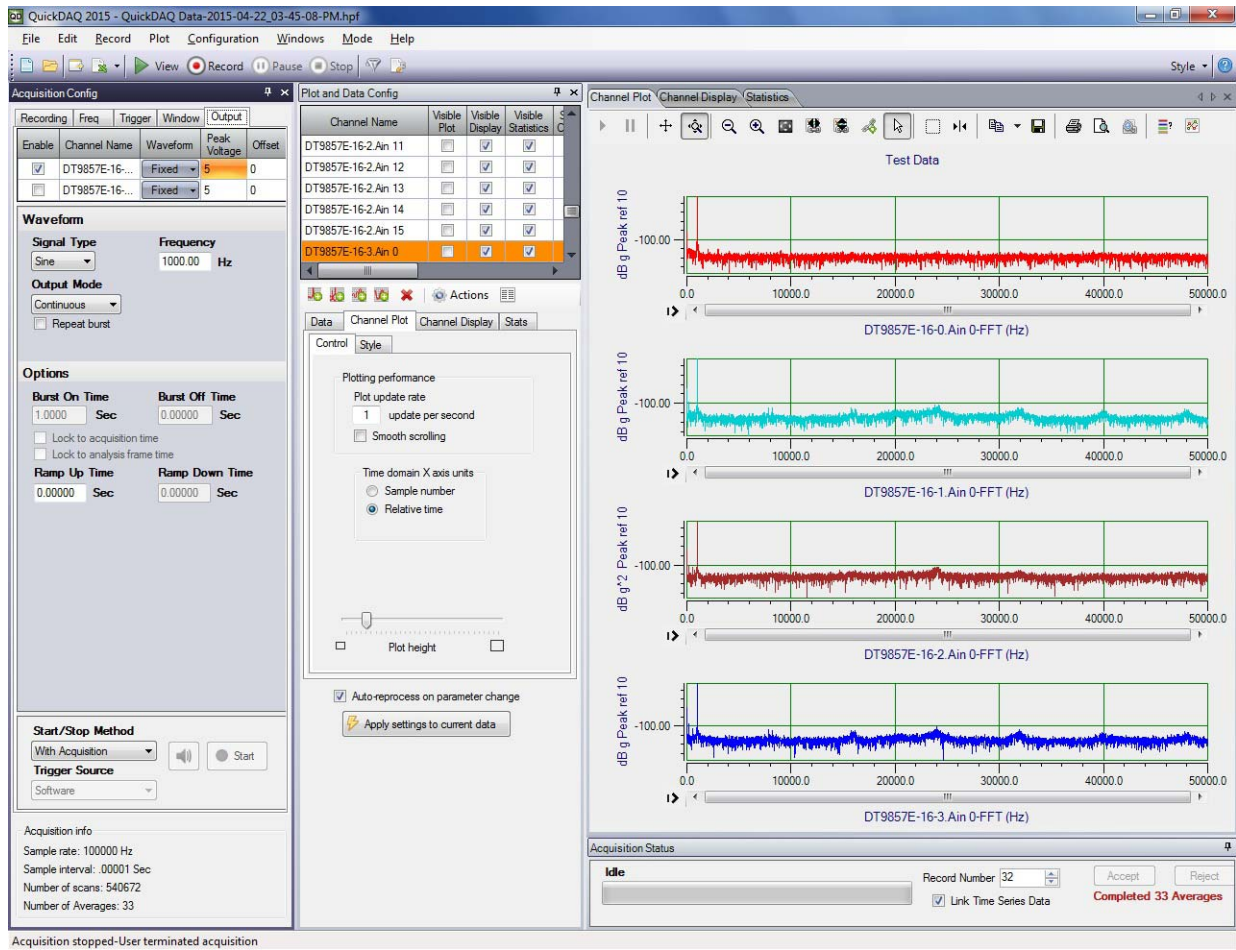 QuickDAQ 2015 - QuickDAQ Data-2015-04-22_03-45-08-PM.hpf
File Edit Record Plot Configuration Windows Mode Help
View Record Pause Stop
Style
Acquisition Config
Recording Freq Trigger Window Output
Enable Channel Name Waveform Peak Voltage Offset
DT9857E-16-... Fixed 5 0
DT9857E-16-... Fixed 5 0
Waveform
Signal Type Frequency
Sine 1000.00 Hz
Output Mode
Continuous
Repeat burst
Options
Burst On Time Burst Off Time
1.0000 Sec 0.00000 Sec
Lock to acquisition time
Lock to analysis frame time
Ramp Up Time Ramp Down Time
0.00000 Sec 0.00000 Sec
Start/Stop Method
With Acquisition
Start
Trigger Source
Software
Acquisition info
Sample rate: 100000 Hz
Sample interval: .00001 Sec
Number of scans: 540672
Number of Averages: 33
Plot and Data Config
Channel Name Visible Plot Visible Display Visible Statistics
DT9857E-16-2.Ain 11
DT9857E-16-2.Ain 12
DT9857E-16-2.Ain 13
DT9857E-16-2.Ain 14
DT9857E-16-2.Ain 15
DT9857E-16-3.Ain 0
Actions
Data Channel Plot Channel Display Stats
Control Style
Plotting performance
Plot update rate
1 update per second
Smooth scrolling
Time domain X axis units
Sample number
Relative time
Plot height
Auto-reprocess on parameter change
Apply settings to current data
Channel Plot Channel Display Statistics
Test Data
dB g Peak ref 10
-100.00
0.0 10000.0 20000.0 30000.0 40000.0 50000.0
DT9857E-16-0.Ain 0-FFT (Hz)
dB g Peak ref 10
-100.00
0.0 10000.0 20000.0 30000.0 40000.0 50000.0
DT9857E-16-1.Ain 0-FFT (Hz)
dB g^2 Peak ref 10
-100.00
0.0 10000.0 20000.0 30000.0 40000.0 50000.0
DT9857E-16-2.Ain 0-FFT (Hz)
dB g Peak ref 10
-100.00
0.0 10000.0 20000.0 30000.0 40000.0 50000.0
DT9857E-16-3.Ain 0-FFT (Hz)
Acquisition Status
Idle
Record Number 32
Accept Reject
Link Time Series Data
Completed 33 Averages
Acquisition stopped-User terminated acquisition